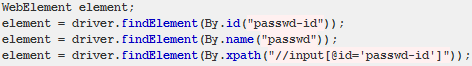 WebElement element;
element = driver.findElement(By.id("passwd-id"));
element = driver.findElement(By.name("passwd"));
element = driver.findElement(By.xpath("//input[@id='passwd-id']"));